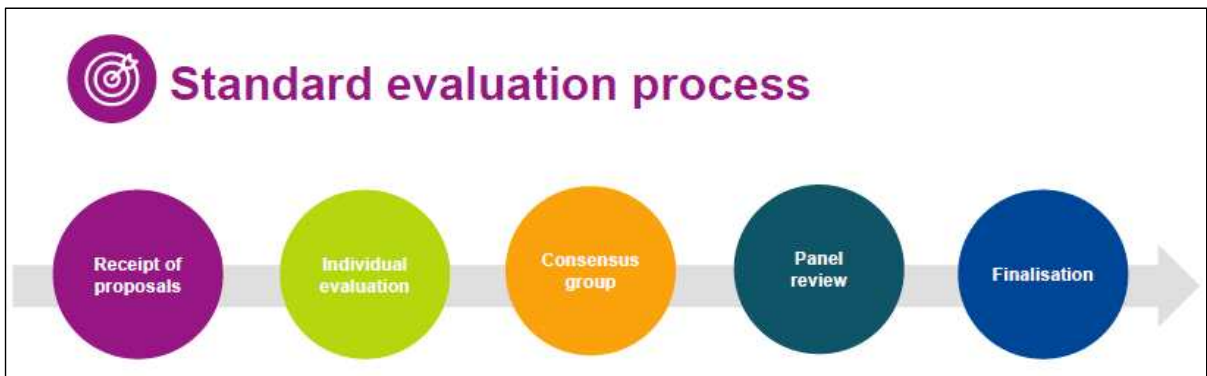 Standard evaluation process
Receipt of
proposals
Individual
evaluation
Consensus
group
Panel
review
Finalisation